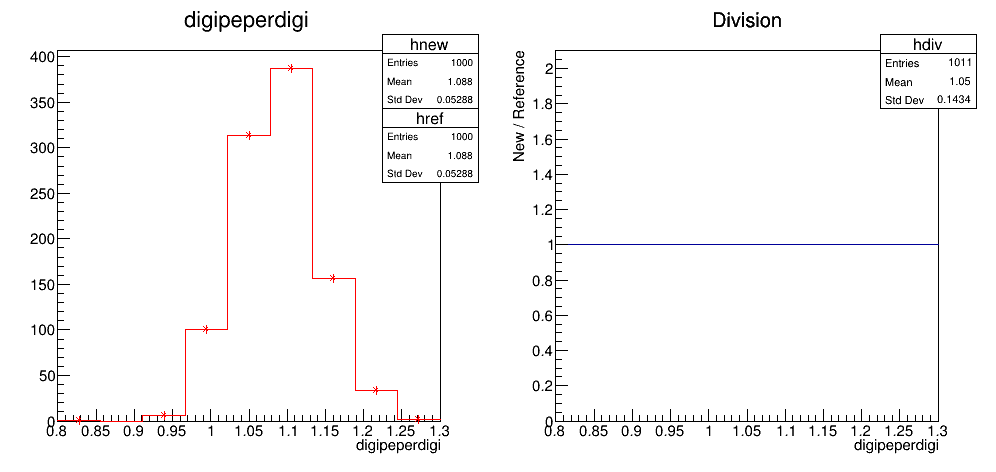 digipeperdigi
hnew
Entries 1000
Mean 1.088
Std Dev 0.05288
href
Entries 1000
Mean 1.088
Std Dev 0.05288
400
350
300
250
200
150
100
50
0
0.8 0.85 0.9 0.95 1 1.05 1.1 1.15 1.2 1.25 1.3
digipeperdigi
Division
hdiv
Entries 1011
Mean 1.05
Std Dev 0.1434
New / Reference
2
1.8
1.6
1.4
1.2
1
0.8
0.6
0.4
0.2
0
0.8 0.85 0.9 0.95 1 1.05 1.1 1.15 1.2 1.25 1.3
digipeperdigi